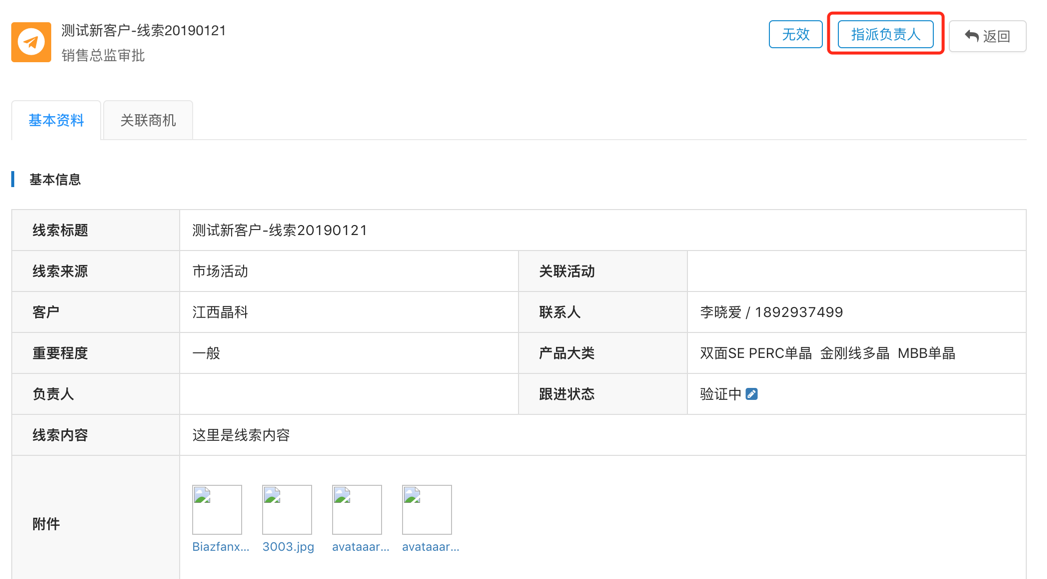 测试新客户-线索20190121
销售总监审批
无效 指派负责人 返回
基本资料 关联商机
基本信息
线索标题 测试新客户-线索20190121
线索来源 市场活动 关联活动
客户 江西晶科 联系人 李晓爱 / 1892937499
重要程度 一般 产品大类 双面SE PERC单晶 金刚线多晶 MBB单晶
负责人 跟进状态 验证中
线索内容 这里是线索内容
附件
Biazfanx... 3003.jpg avataaar... avataaar...